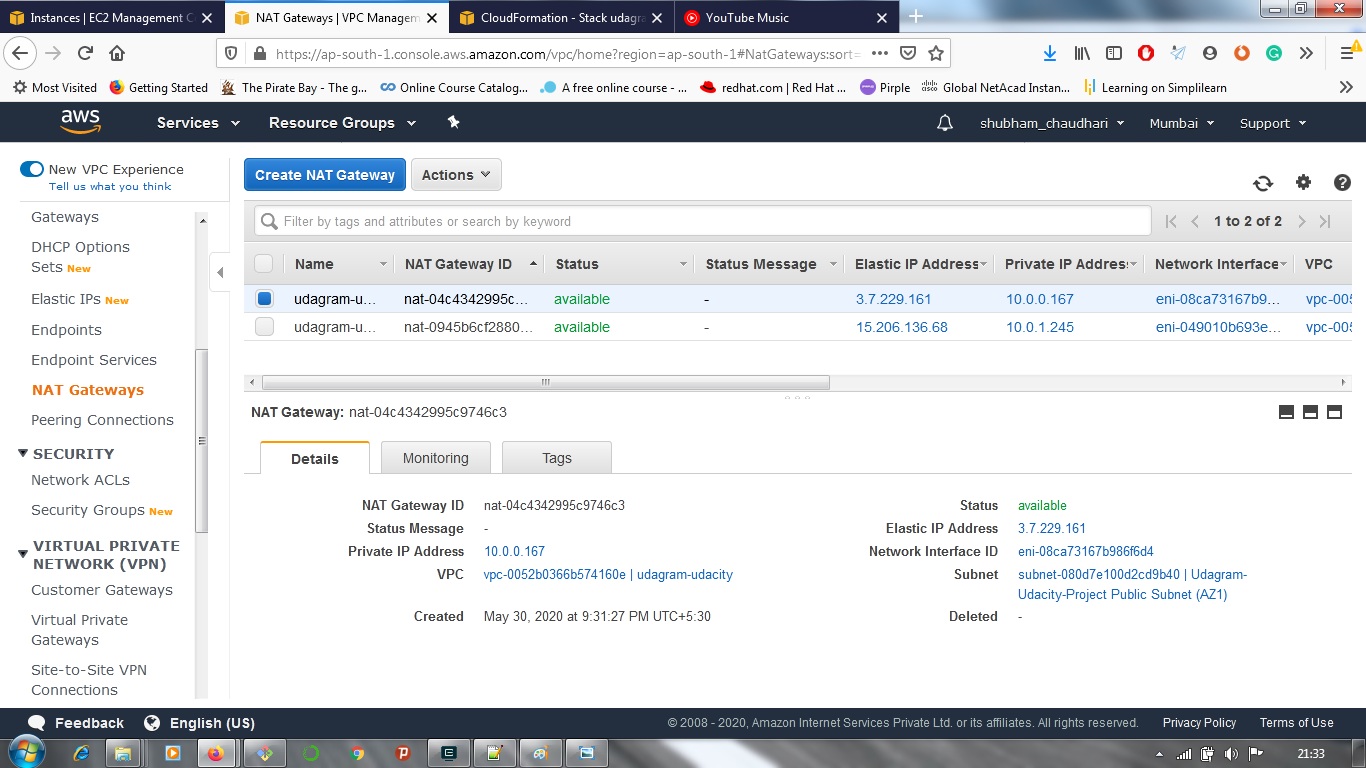 Instances | EC2 Management C
NAT Gateways | VPC Managem
CloudFormation - Stack udagra
YouTube Music
https://ap-south-1.console.aws.amazon.com/vpc/home?region=ap-south-1#NatGateways:sort=
Most Visited
Getting Started
The Pirate Bay - The g...
Online Course Catalog...
A free online course - ...
redhat.com | Red Hat ...
Pirple
Global NetAcad Instan...
Learning on Simplilearn
aws
Services
Resource Groups
shubham_chaudhari
Mumbai
Support
New VPC Experience
Tell us what you think
Gateways
DHCP Options
Sets New
Elastic IPs New
Endpoints
Endpoint Services
NAT Gateways
Peering Connections
SECURITY
Network ACLs
Security Groups New
VIRTUAL PRIVATE
NETWORK (VPN)
Customer Gateways
Virtual Private
Gateways
Site-to-Site VPN
Connections
Create NAT Gateway
Actions
Filter by tags and attributes or search by keyword
1 to 2 of 2
Name NAT Gateway ID Status Status Message Elastic IP Address Private IP Address Network Interface VPC
udagram-u... nat-04c4342995c... available - 3.7.229.161 10.0.0.167 eni-08ca73167b9... vpc-005
udagram-u... nat-0945b6cf2880... available - 15.206.136.68 10.0.1.245 eni-049010b693e... vpc-005
NAT Gateway: nat-04c4342995c9746c3
Details
Monitoring
Tags
NAT Gateway ID nat-04c4342995c9746c3
Status available
Status Message -
Elastic IP Address 3.7.229.161
Private IP Address 10.0.0.167
Network Interface ID eni-08ca73167b986f6d4
VPC vpc-0052b0366b574160e | udagram-udacity
Subnet subnet-080d7e100d2cd9b40 | Udagram-
Udacity-Project Public Subnet (AZ1)
Created May 30, 2020 at 9:31:27 PM UTC+5:30
Deleted -
Feedback
English (US)
© 2008 - 2020, Amazon Internet Services Private Ltd. or its affiliates. All rights reserved.
Privacy Policy
Terms of Use
21:33